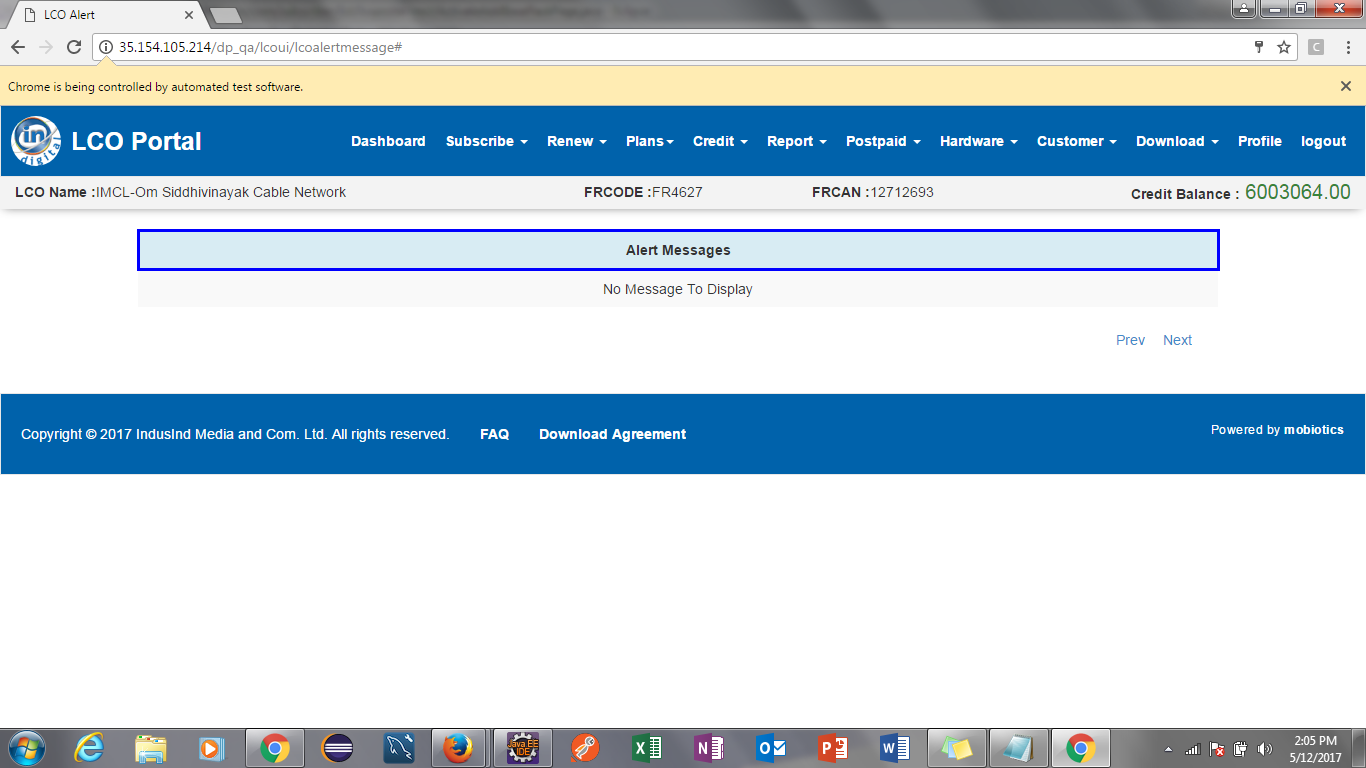 LCO Alert
35.154.105.214/dp_qa/lcoui/lcoalertmessage#
C
Chrome is being controlled by automated test software.
in digital
LCO Portal
Dashboard Subscribe Renew Plans Credit Report Postpaid Hardware Customer Download Profile logout
LCO Name :IMCL-Om Siddhivinayak Cable Network FRCODE :FR4627 FRCAN :12712693 Credit Balance : 6003064.00
Alert Messages
No Message To Display
Prev Next
Copyright © 2017 IndusInd Media and Com. Ltd. All rights reserved. FAQ Download Agreement Powered by mobiotics
Java EE
IDE
2:05 PM
5/12/2017